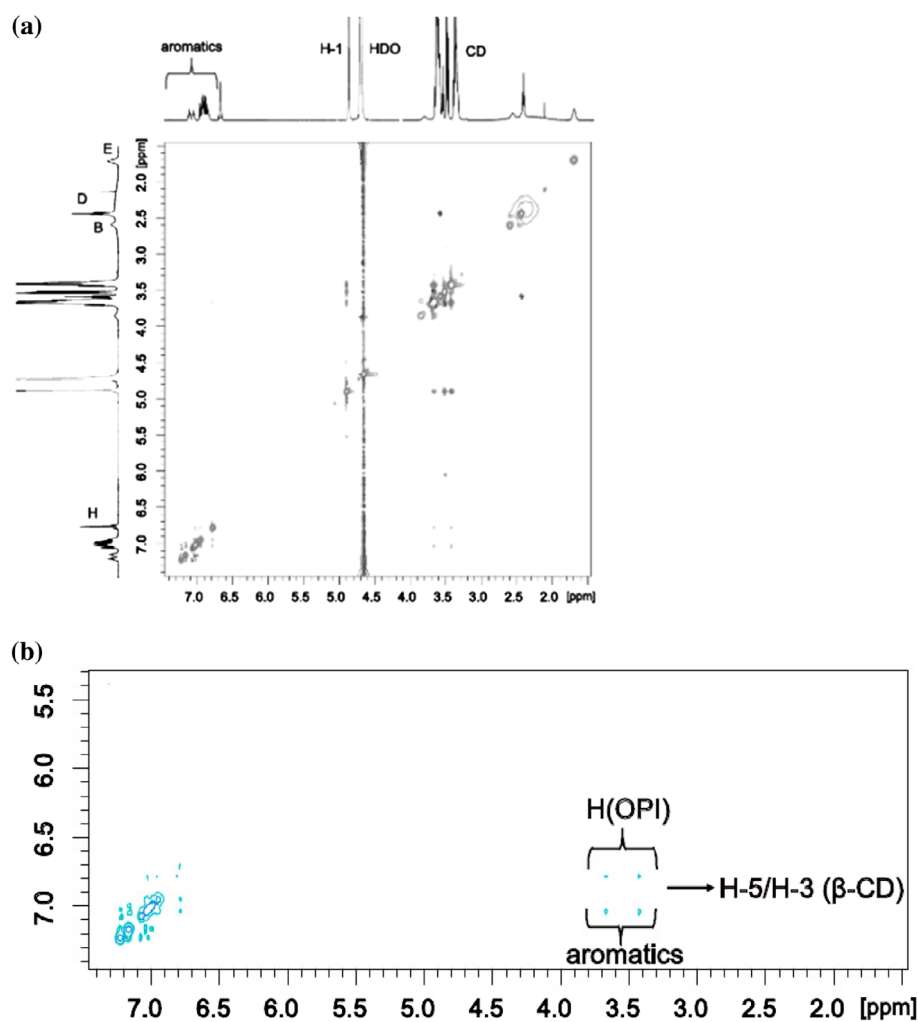 (a)
aromatics
H-1 HDO CD
E
D
B
H
2.0 2.5 3.0 3.5 4.0 4.5 5.0 5.5 6.0 6.5 7.0 [ppm]
7.0 6.5 6.0 5.5 5.0 4.5 4.0 3.5 3.0 2.5 2.0 [ppm]
(b)
5.5
6.0
6.5
7.0
H(OPI)
H-5/H-3 (β-CD)
aromatics
7.0 6.5 6.0 5.5 5.0 4.5 4.0 3.5 3.0 2.5 2.0 [ppm]